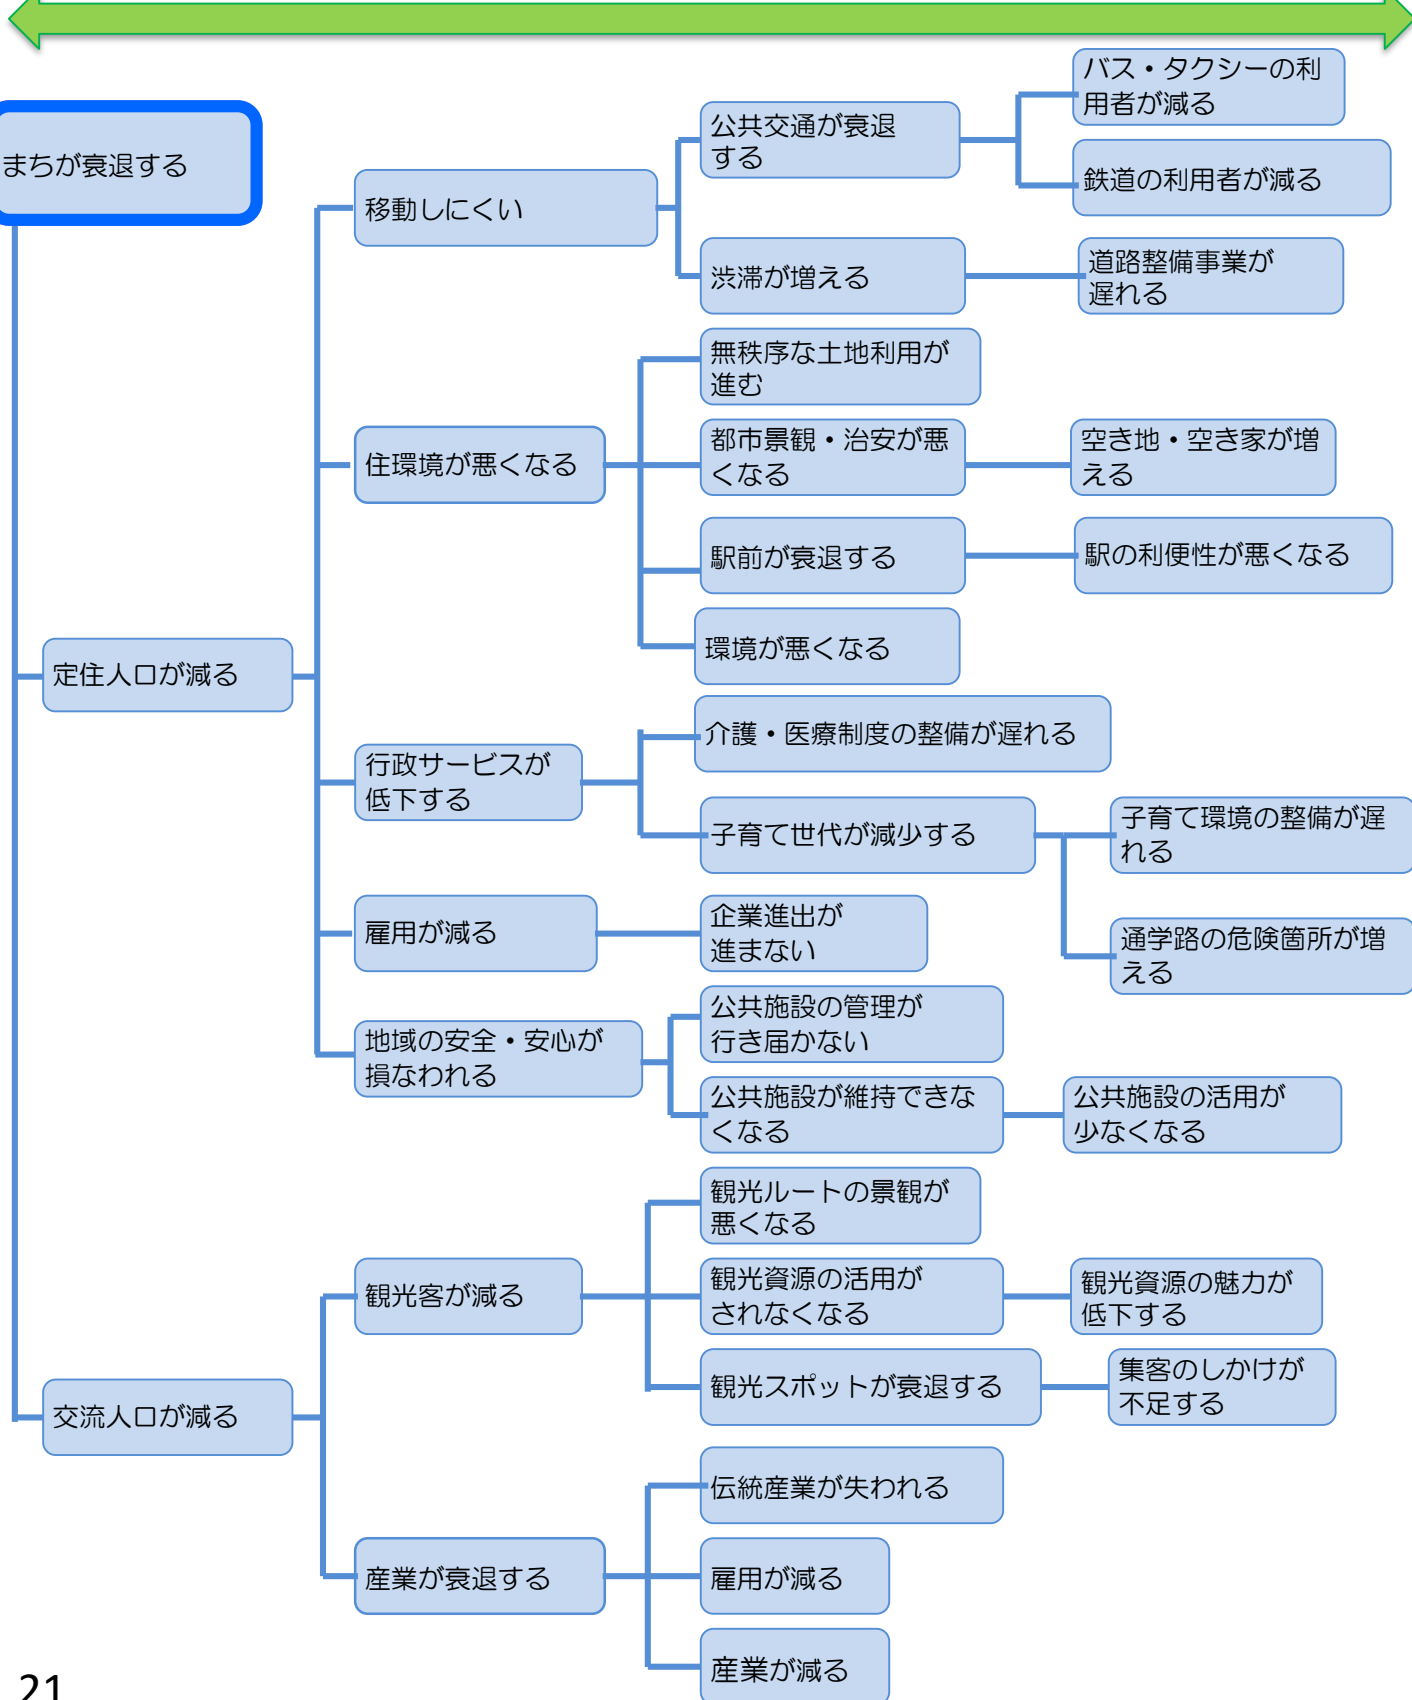 まちが衰退する
定住人口が減る
移動しにくい
公共交通が衰退
する
バス・タクシーの利
用者が減る
鉄道の利用者が減る
渋滞が増える
道路整備事業が
遅れる
住環境が悪くなる
無秩序な土地利用が
進む
都市景観・治安が悪
くなる
空き地・空き家が増
える
駅前が衰退する
駅の利便性が悪くなる
環境が悪くなる
行政サービスが
低下する
介護・医療制度の整備が遅れる
子育て世代が減少する
子育て環境の整備が遅
れる
通学路の危険箇所が増
える
雇用が減る
企業進出が
進まない
地域の安全・安心が
損なわれる
公共施設の管理が
行き届かない
公共施設が維持できな
くなる
公共施設の活用が
少なくなる
交流人口が減る
観光客が減る
観光ルートの景観が
悪くなる
観光資源の活用が
されなくなる
観光資源の魅力が
低下する
観光スポットが衰退する
集客のしかけが
不足する
産業が衰退する
伝統産業が失われる
雇用が減る
産業が減る
21